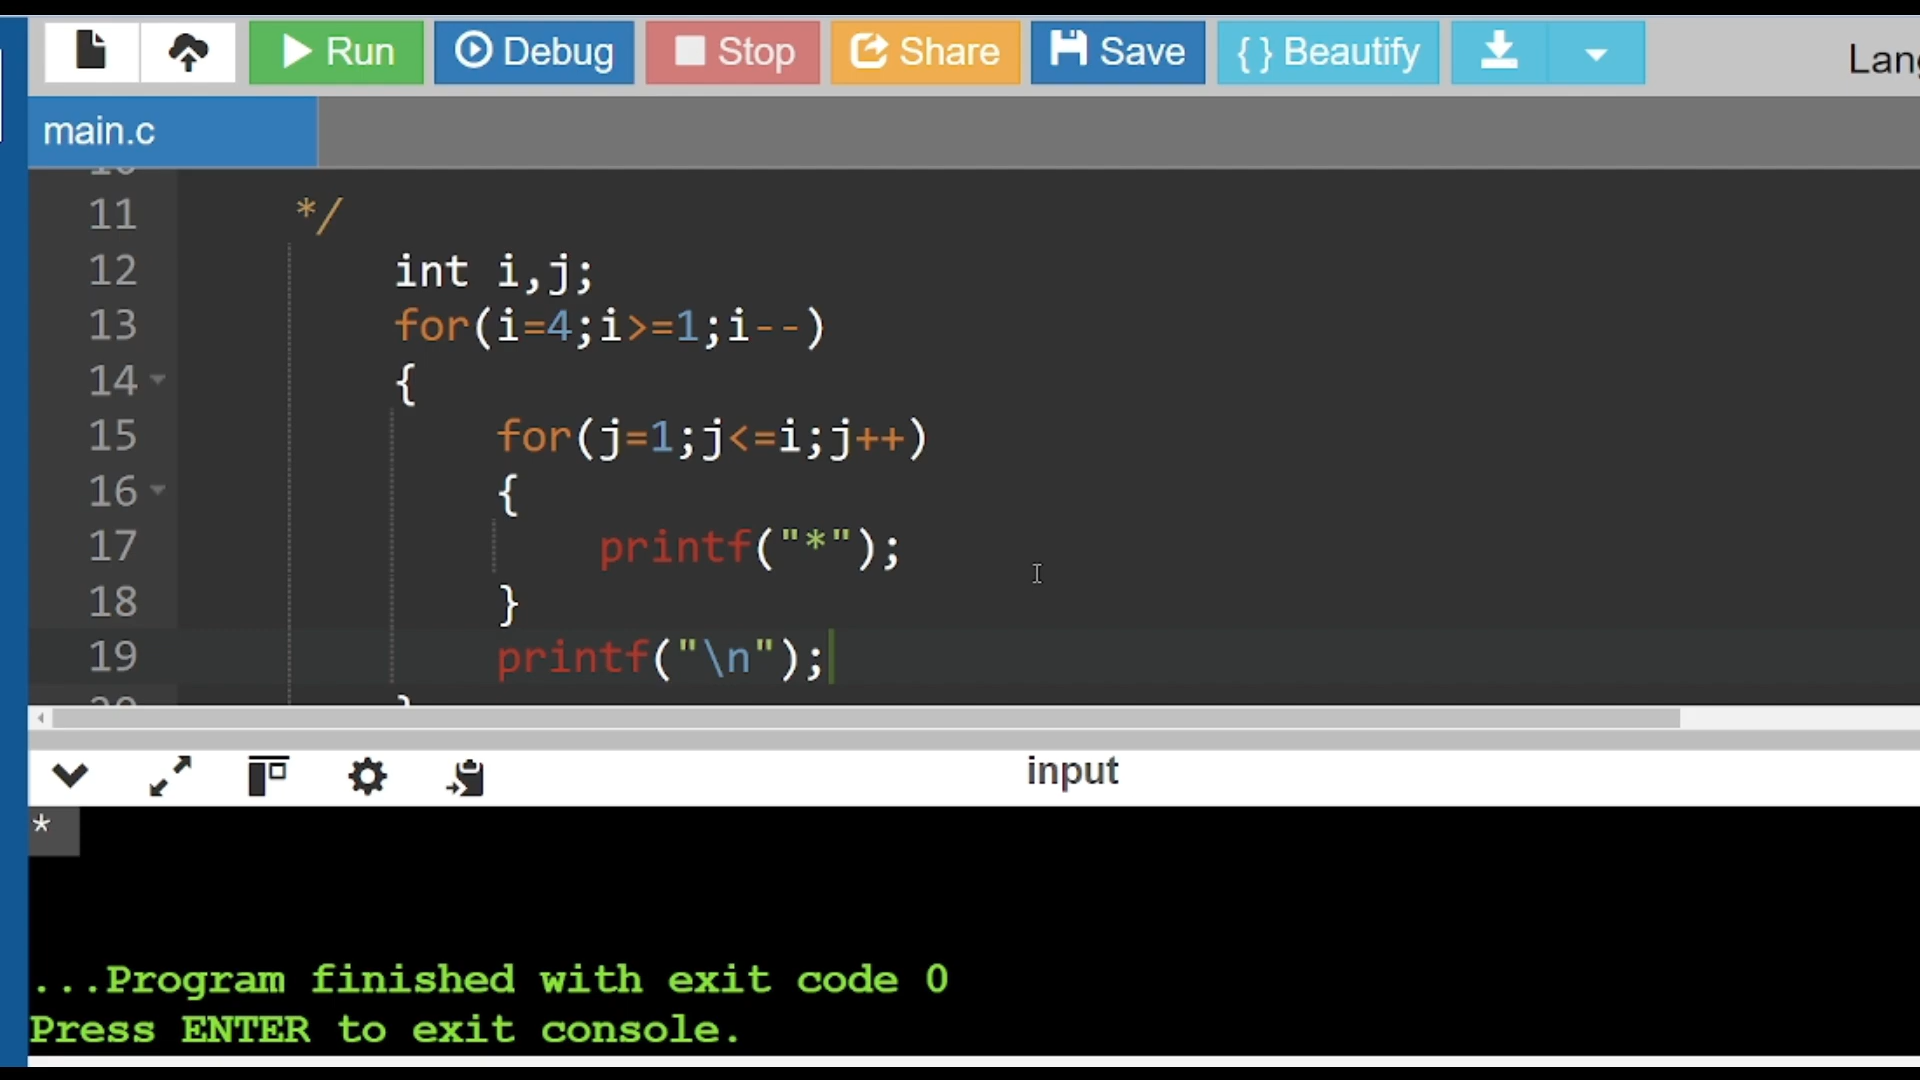 Run Debug Stop Share Save { } Beautify
main.c
11 */
12 int i,j;
13 for(i=4;i>=1;i--)
14 {
15 for(j=1;j<=i;j++)
16 {
17 printf("*");
18 }
19 printf("\n");
input
*
...Program finished with exit code 0
Press ENTER to exit console.